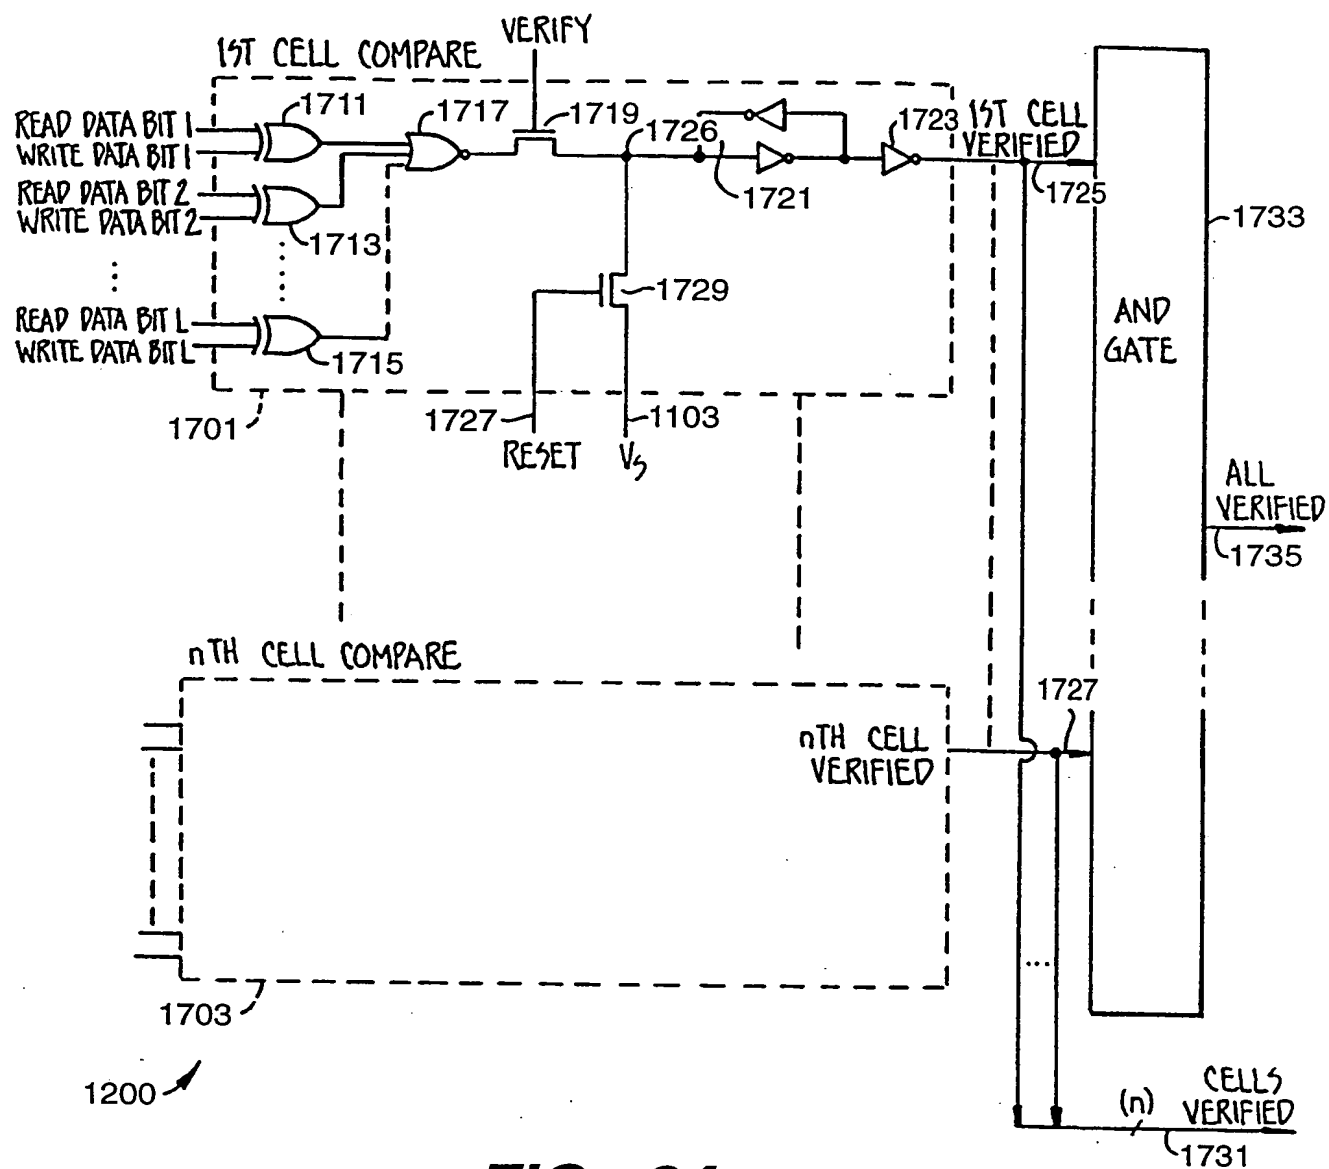 VERIFY
1ST CELL COMPARE
1711
1717
1719
1726
1723
1ST CELL
VERIFIED
READ DATA BIT 1
WRITE DATA BIT 1
READ DATA BIT 2
WRITE DATA BIT 2
1713
1721
1725
1733
1729
READ DATA BIT L
WRITE DATA BIT L
1715
AND
GATE
1701
1727
1103
RESET
VS
ALL
VERIFIED
1735
nTH CELL COMPARE
1727
nTH CELL
VERIFIED
1703
1200
(n)
CELLS
VERIFIED
1731